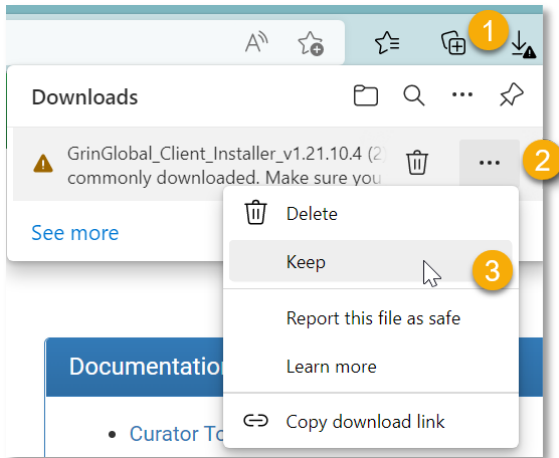 1
Downloads
GrinGlobal_Client_Installer_v1.21.10.4 (2)
commonly downloaded. Make sure you
2
See more
Delete
Keep
3
Report this file as safe
Learn more
Documentation
Curator To
Copy download link